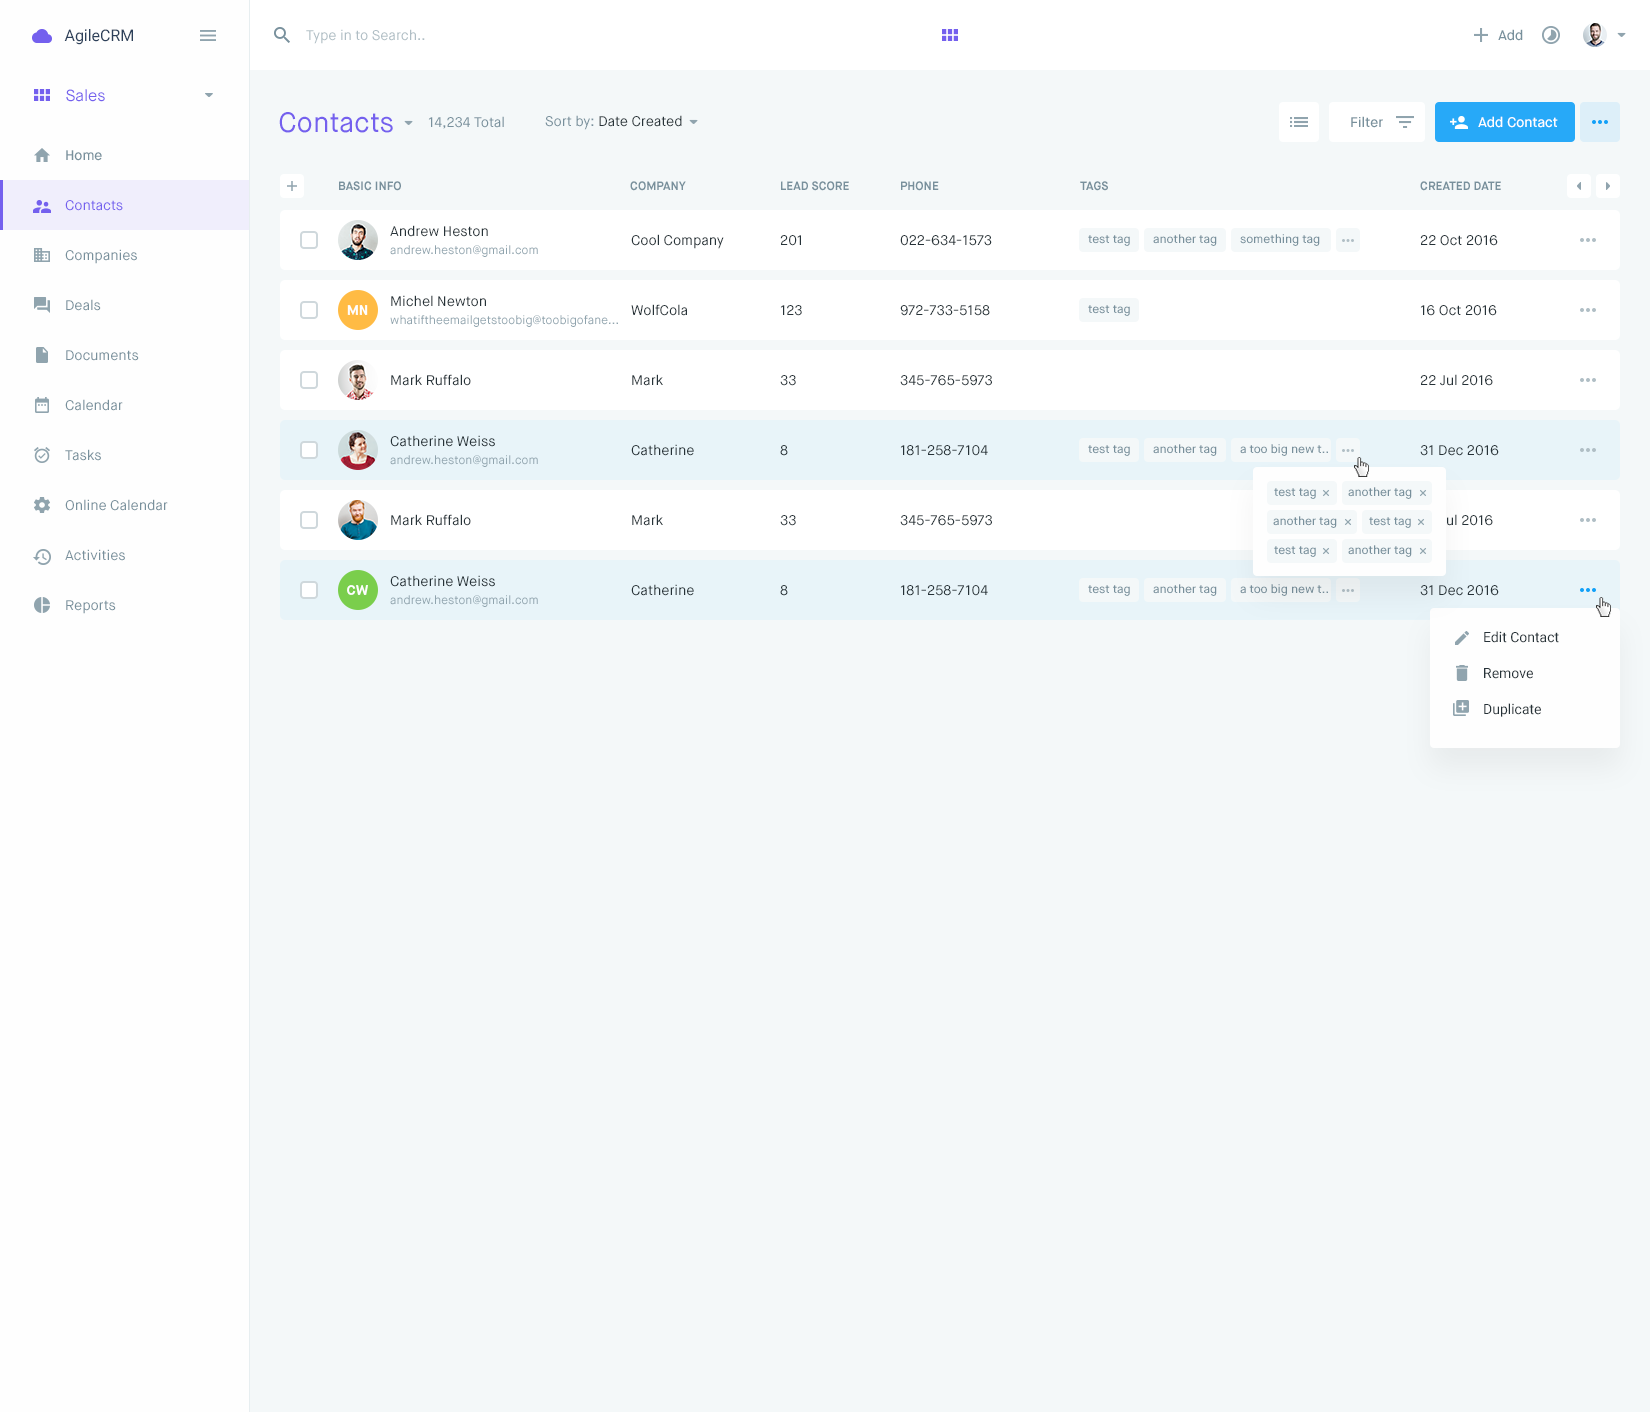 AgileCRM
Type in to Search..
Add
Sales
Contacts
14,234 Total
Sort by: Date Created
Filter
Add Contact
Home
Contacts
Companies
Deals
Documents
Calendar
Tasks
Online Calendar
Activities
Reports
BASIC INFO COMPANY LEAD SCORE PHONE TAGS CREATED DATE
Andrew Heston
andrew.heston@gmail.com
Cool Company 201 022-634-1573 test tag another tag something tag ... 22 Oct 2016
MN
Michel Newton
whatiftheemailgetstoobig@toobigofane...
WolfCola 123 972-733-5158 test tag 16 Oct 2016
Mark Ruffalo Mark 33 345-765-5973 22 Jul 2016
Catherine Weiss
andrew.heston@gmail.com
Catherine 8 181-258-7104 test tag another tag a too big new t.. ... 31 Dec 2016
test tag × another tag ×
another tag × test tag ×
test tag × another tag ×
Mark Ruffalo Mark 33 345-765-5973 ul 2016
CW
Catherine Weiss
andrew.heston@gmail.com
Catherine 8 181-258-7104 test tag another tag a too big new t.. ... 31 Dec 2016
Edit Contact
Remove
Duplicate